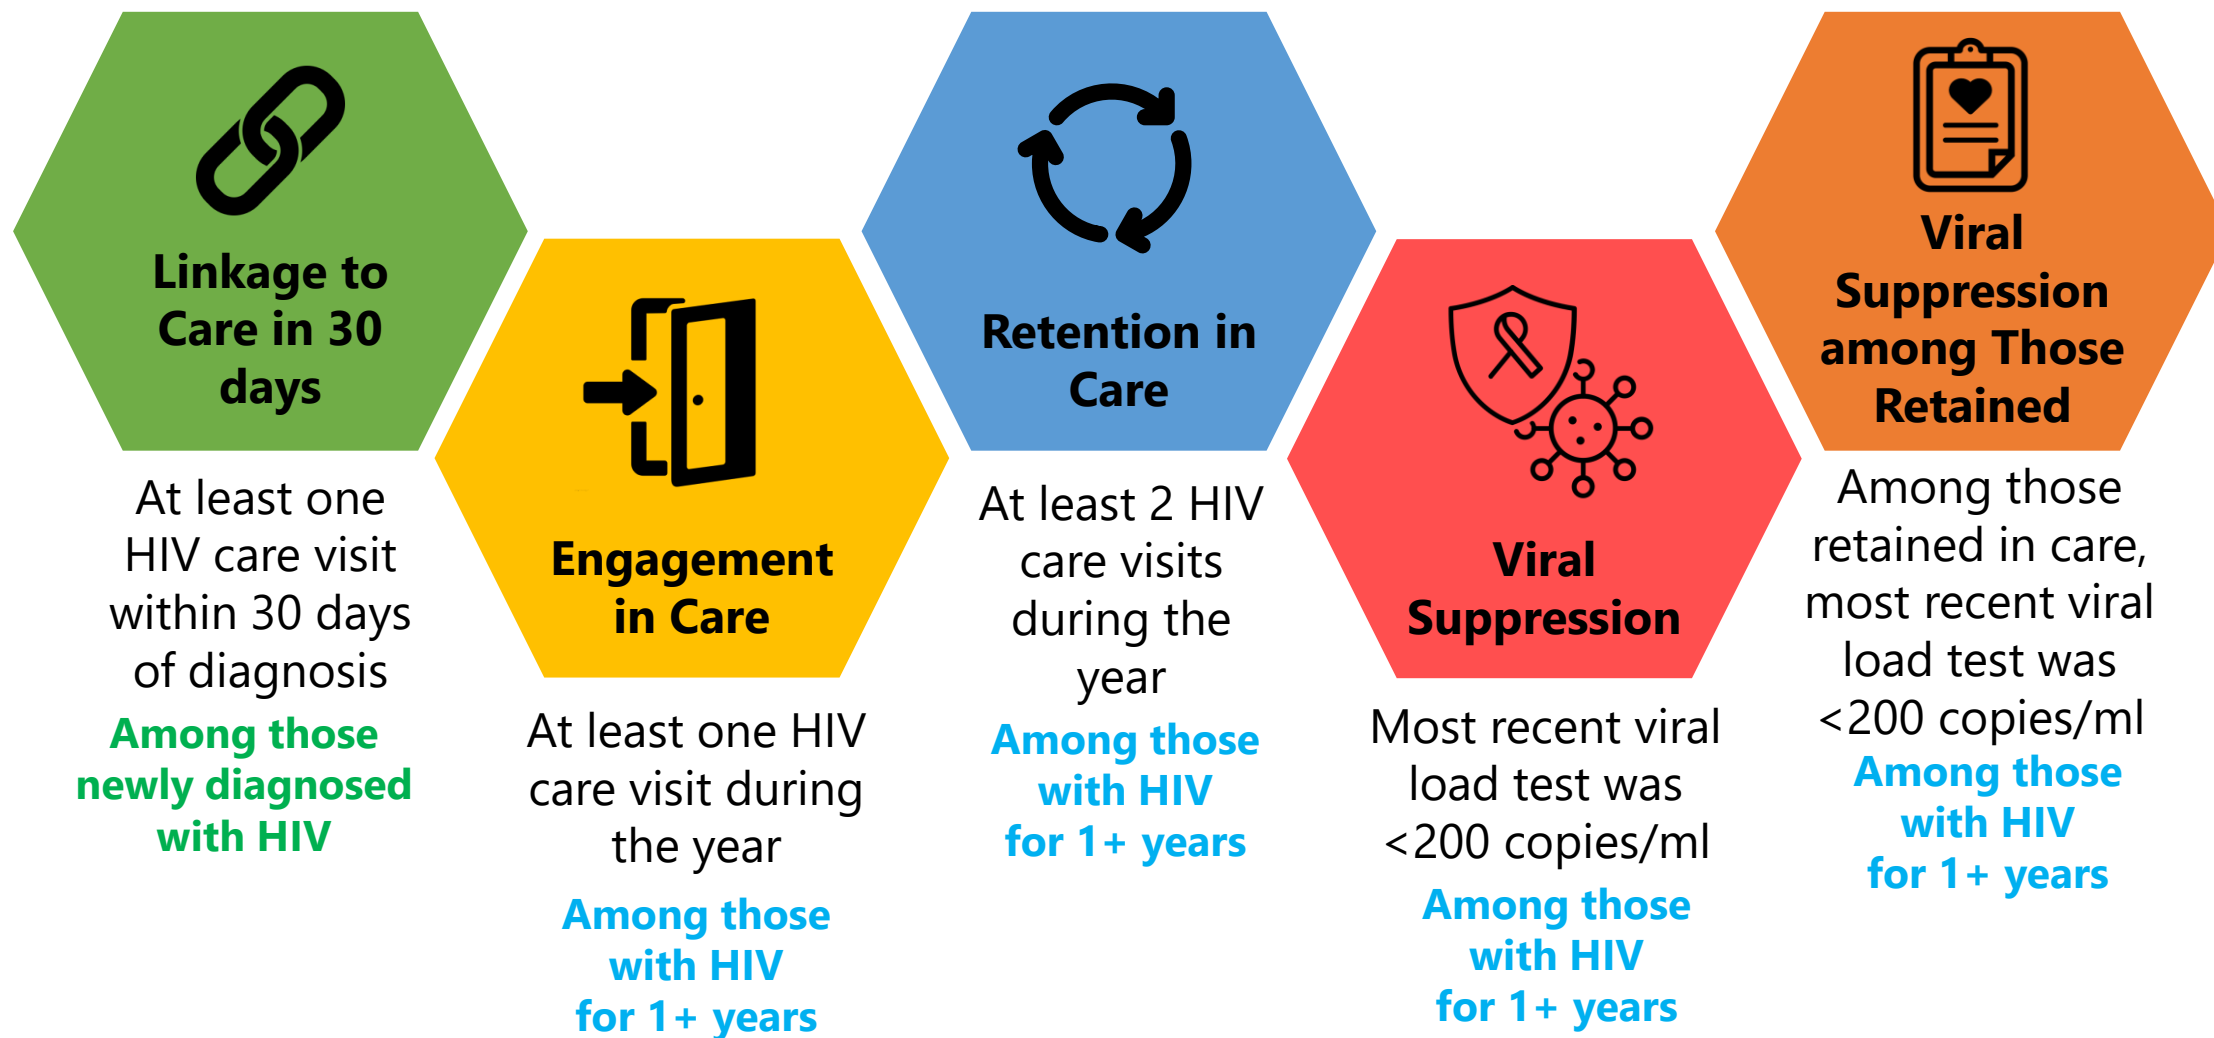 Linkage to
Care in 30
days
At least one
HIV care visit
within 30 days
of diagnosis
Among those
newly diagnosed
with HIV
Engagement
in Care
At least one HIV
care visit during
the year
Among those
with HIV
for 1+ years
Retention in
Care
At least 2 HIV
care visits
during the
year
Among those
with HIV
for 1+ years
Viral
Suppression
Most recent viral
load test was
<200 copies/ml
Among those
with HIV
for 1+ years
Viral
Suppression
among Those
Retained
Among those
retained in care,
most recent viral
load test was
<200 copies/ml
Among those
with HIV
for 1+ years